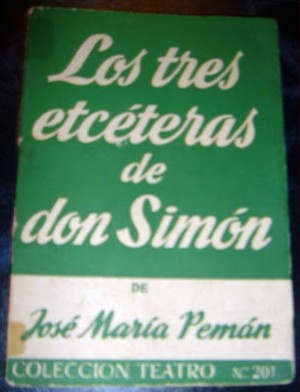 Los tres
etcéteras
de
don Simón
DE
José María Pemán
COLECCION TEATRO Nº 201